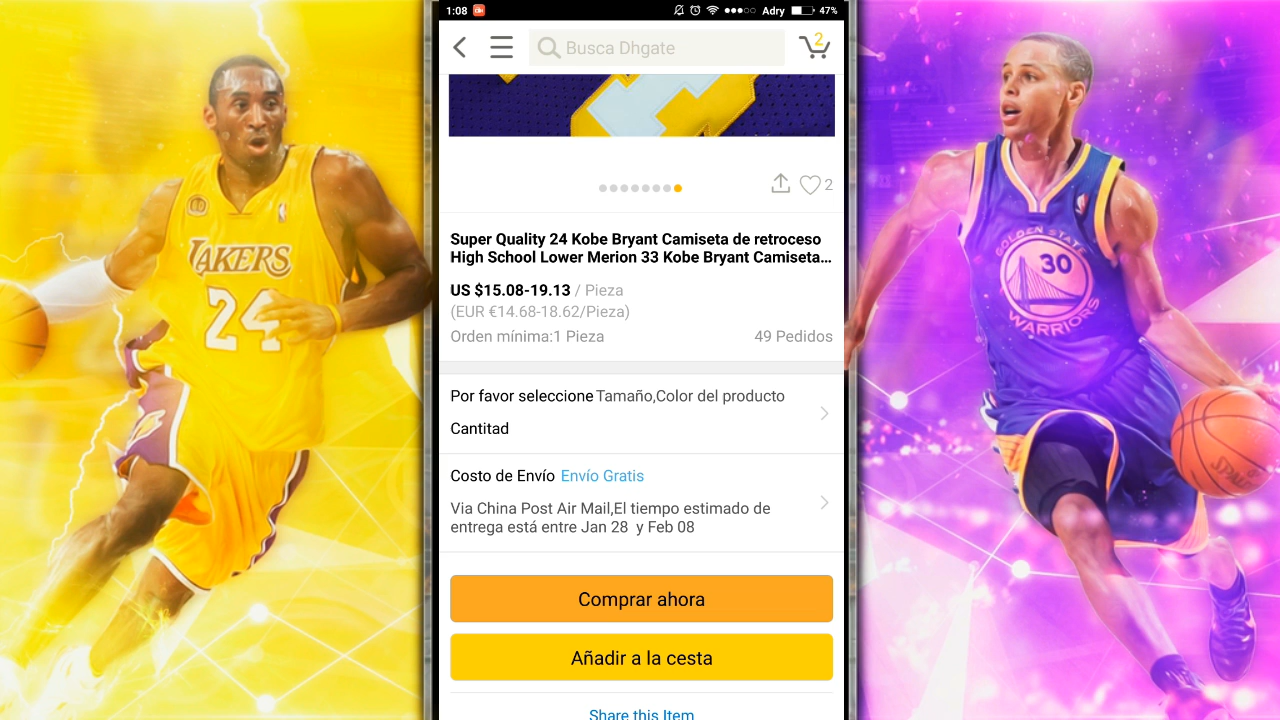 1:08
Adry
47%
Busca Dhgate
2
2
Super Quality 24 Kobe Bryant Camiseta de retroceso
High School Lower Merion 33 Kobe Bryant Camiseta...
US $15.08-19.13 / Pieza
(EUR €14.68-18.62/Pieza)
Orden mínima:1 Pieza
49 Pedidos
Por favor seleccione Tamaño,Color del producto
Cantitad
Costo de Envío Envío Gratis
Via China Post Air Mail,El tiempo estimado de
entrega está entre Jan 28 y Feb 08
Comprar ahora
Añadir a la cesta
Share this Item
LAKERS
24
GOLDEN STATE
30
WARRIORS
SPALDING